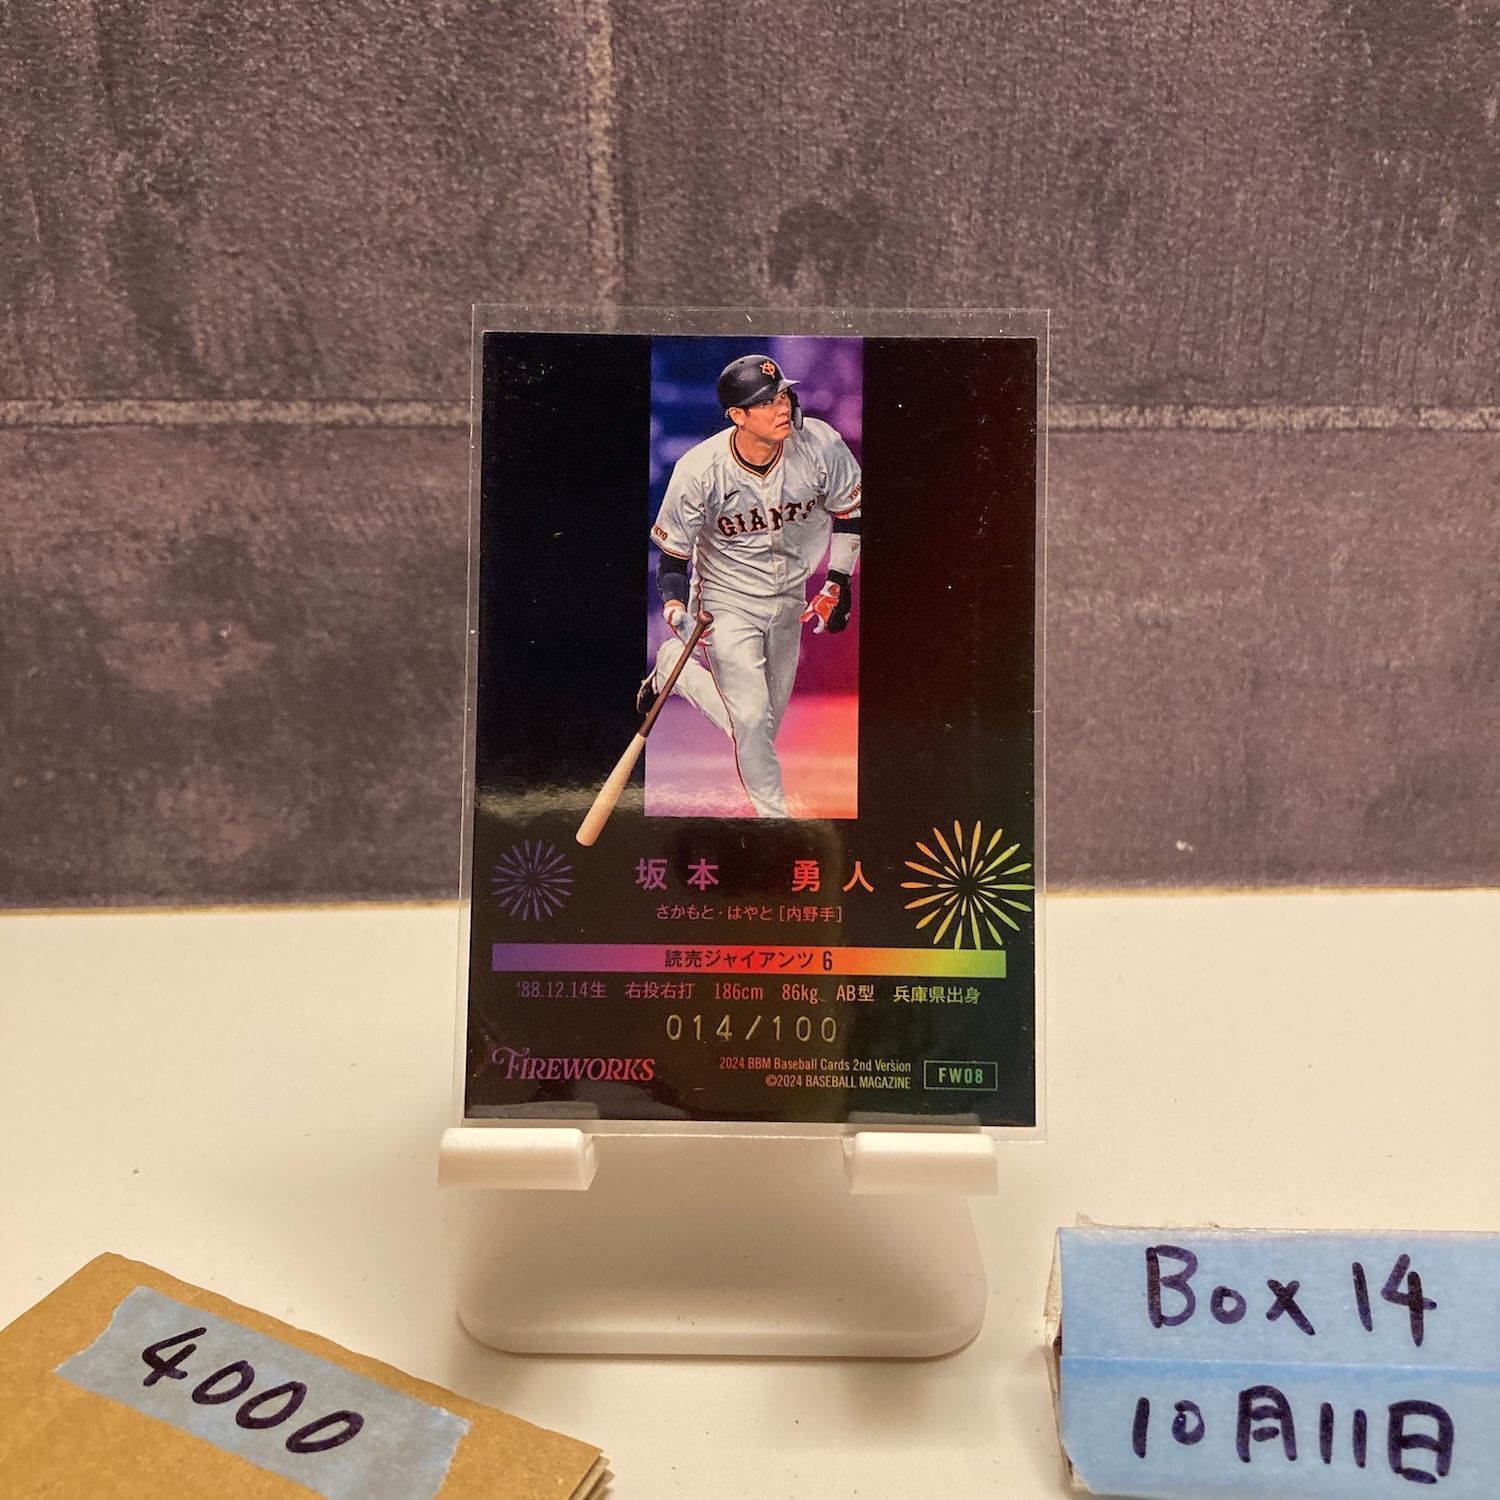 GIANTS
坂本 勇人
さかもと・はやと [内野手]
読売ジャイアンツ 6
'88.12.14生 右投右打 186cm 86kg AB型 兵庫県出身
014/100
FIREWORKS
2024 BBM Baseball Cards 2nd Version
©2024 BASEBALL MAGAZINE
FW08
4000
Box 14
10月11日